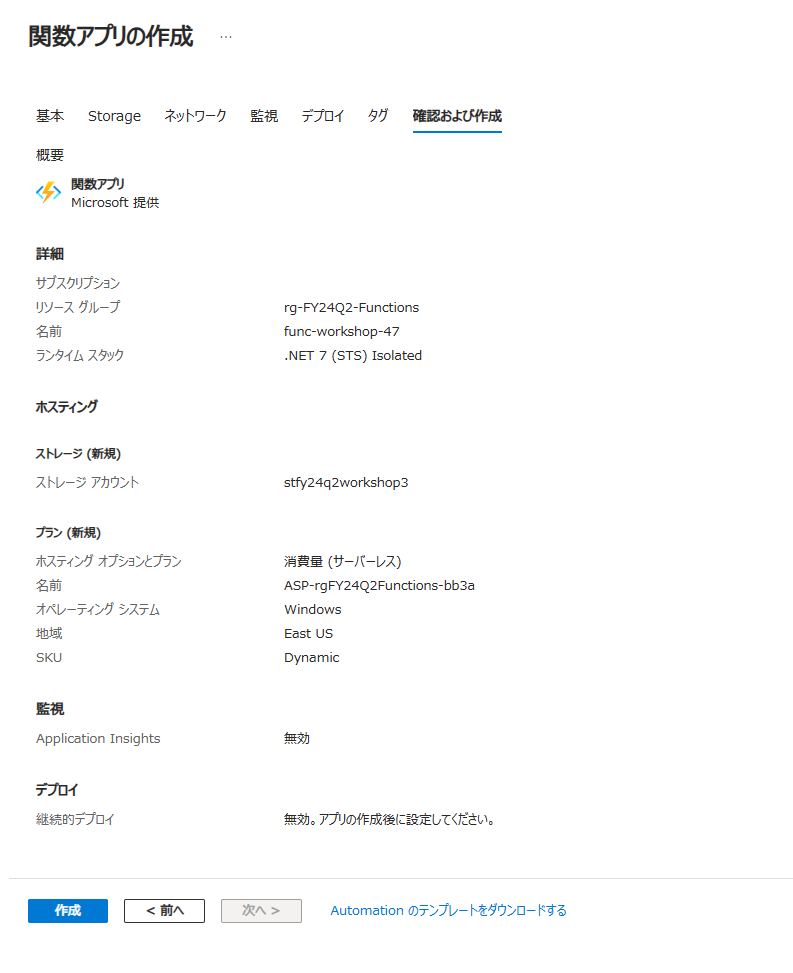 関数アプリの作成 …
基本 Storage ネットワーク 監視 デプロイ タグ 確認および作成
概要
関数アプリ
Microsoft 提供
詳細
サブスクリプション
リソース グループ rg-FY24Q2-Functions
名前 func-workshop-47
ランタイム スタック .NET 7 (STS) Isolated
ホスティング
ストレージ (新規)
ストレージ アカウント stfy24q2workshop3
プラン (新規)
ホスティング オプションとプラン 消費量 (サーバーレス)
名前 ASP-rgFY24Q2Functions-bb3a
オペレーティング システム Windows
地域 East US
SKU Dynamic
監視
Application Insights 無効
デプロイ
継続的デプロイ 無効。アプリの作成後に設定してください。
作成 < 前へ 次へ > Automation のテンプレートをダウンロードする